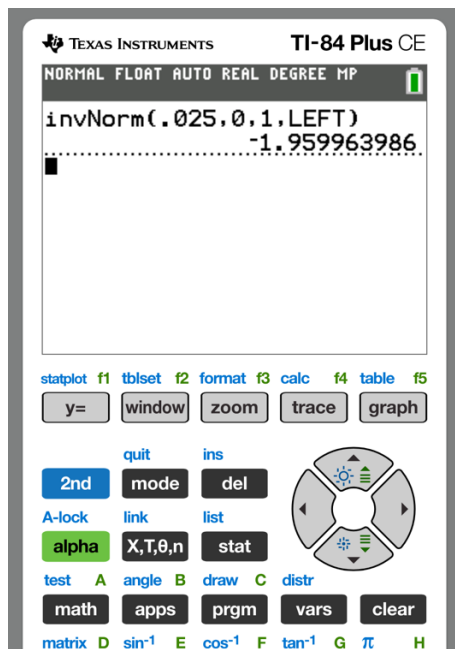 TEXAS INSTRUMENTS TI-84 Plus CE
NORMAL FLOAT AUTO REAL DEGREE MP
invNorm(.025,0,1,LEFT)
-1.959963986
statplot f1 tblset f2 format f3 calc f4 table f5
y= window zoom trace graph
quit ins
2nd mode del
A-lock link list
alpha X,T,θ,n stat
test A angle B draw C distr
math apps prgm vars clear
matrix D sin⁻¹ E cos⁻¹ F tan⁻¹ G π H